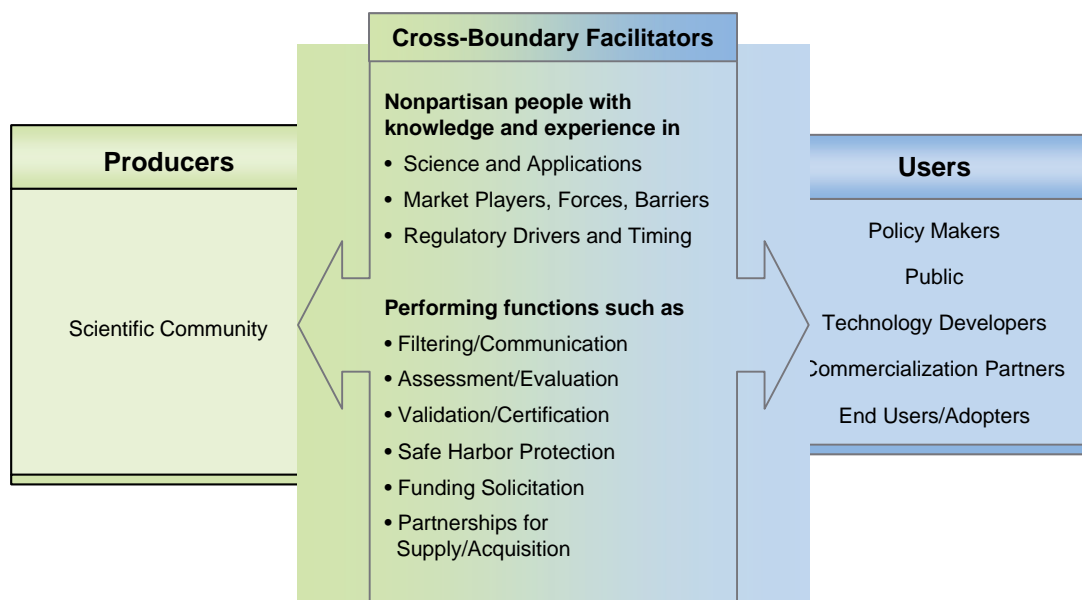 Cross-Boundary Facilitators
Producers
Scientific Community
Nonpartisan people with
knowledge and experience in
• Science and Applications
• Market Players, Forces, Barriers
• Regulatory Drivers and Timing
Performing functions such as
• Filtering/Communication
• Assessment/Evaluation
• Validation/Certification
• Safe Harbor Protection
• Funding Solicitation
• Partnerships for
Supply/Acquisition
Users
Policy Makers
Public
Technology Developers
Commercialization Partners
End Users/Adopters